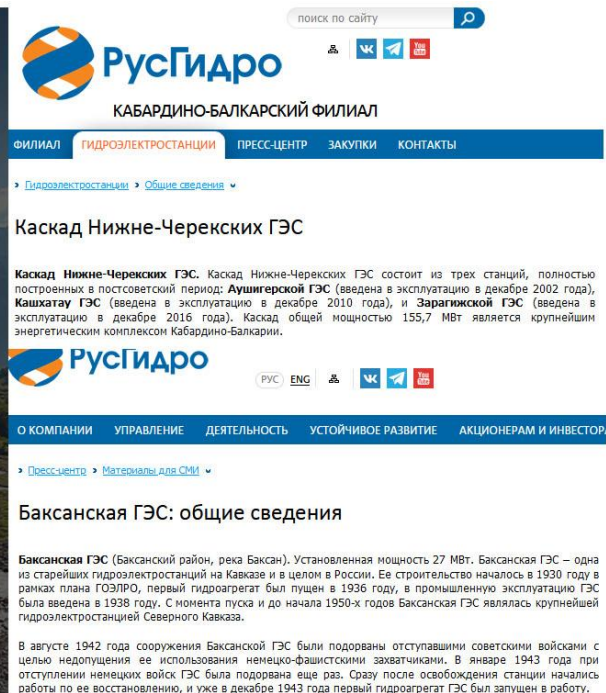 поиск по сайту
РусГидро
You Tube
КАБАРДИНО-БАЛКАРСКИЙ ФИЛИАЛ
ФИЛИАЛ ГИДРОЭЛЕКТРОСТАНЦИИ ПРЕСС-ЦЕНТР ЗАКУПКИ КОНТАКТЫ
Гидроэлектростанции Общие сведения
Каскад Нижне-Черекских ГЭС
Каскад Нижне-Черекских ГЭС. Каскад Нижне-Черекских ГЭС состоит из трех станций, полностью
построенных в постсоветский период: Аушигерской ГЭС (введена в эксплуатацию в декабре 2002 года),
Кашхатау ГЭС (введена в эксплуатацию в декабре 2010 года), и Зарагижской ГЭС (введена в
эксплуатацию в декабре 2016 года). Каскад общей мощностью 155,7 МВт является крупнейшим
энергетическим комплексом Кабардино-Балкарии.
РусГидро
РУС ENG You Tube
О КОМПАНИИ УПРАВЛЕНИЕ ДЕЯТЕЛЬНОСТЬ УСТОЙЧИВОЕ РАЗВИТИЕ АКЦИОНЕРАМ И ИНВЕСТОРА
Пресс-центр Материалы для СМИ
Баксанская ГЭС: общие сведения
Баксанская ГЭС (Баксанский район, река Баксан). Установленная мощность 27 МВт. Баксанская ГЭС – одна
из старейших гидроэлектростанций на Кавказе и в целом в России. Ее строительство началось в 1930 году в
рамках плана ГОЭЛРО, первый гидроагрегат был пущен в 1936 году, в промышленную эксплуатацию ГЭС
была введена в 1938 году. С момента пуска и до начала 1950-х годов Баксанская ГЭС являлась крупнейшей
гидроэлектростанцией Северного Кавказа.
В августе 1942 года сооружения Баксанской ГЭС были подорваны отступавшими советскими войсками с
целью недопущения ее использования немецко-фашистскими захватчиками. В январе 1943 года при
отступлении немецких войск ГЭС была подорвана еще раз. Сразу после освобождения станции начались
работы по ее восстановлению, и уже в декабре 1943 года первый гидроагрегат ГЭС был запущен в работу.